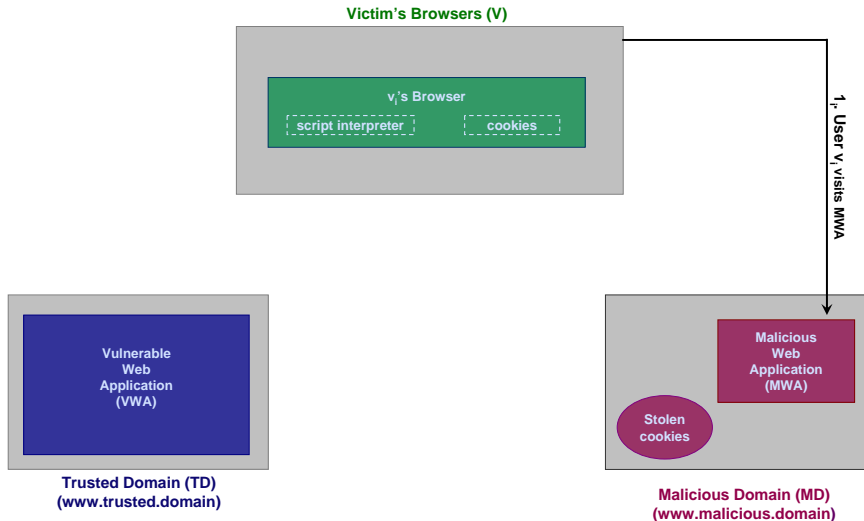 Victim's Browsers (V)
vᵢ's Browser
script interpreter
cookies
1ᵢ. User vᵢ visits MWA
Vulnerable
Web
Application
(VWA)
Malicious
Web
Application
(MWA)
Stolen
cookies
Trusted Domain (TD)
(www.trusted.domain)
Malicious Domain (MD)
(www.malicious.domain)